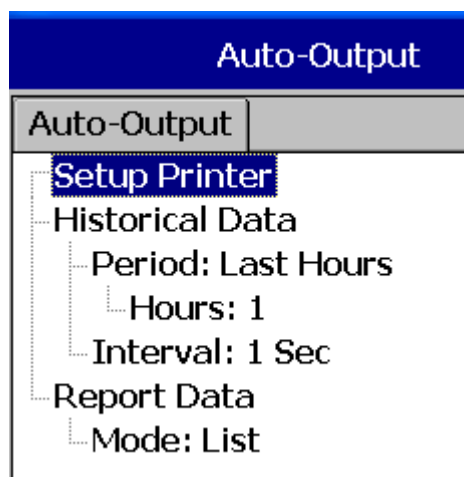 Auto-Output
Auto-Output
Setup Printer
Historical Data
Period: Last Hours
Hours: 1
Interval: 1 Sec
Report Data
Mode: List